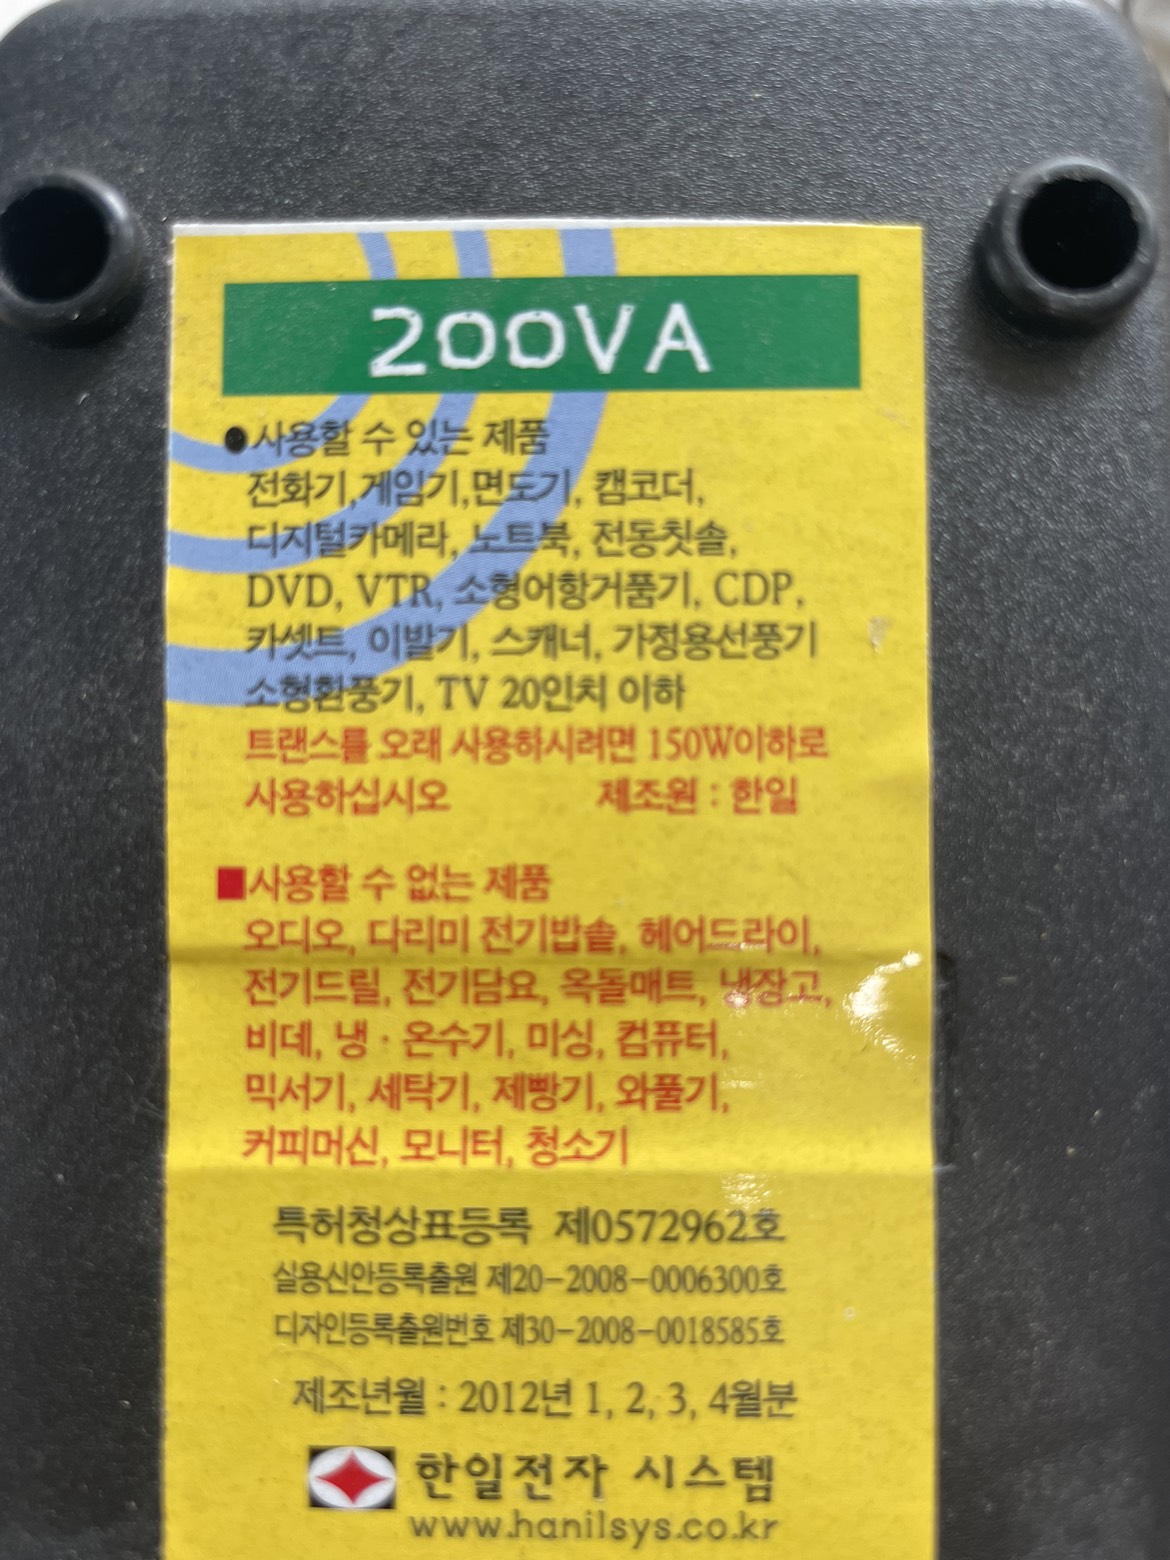 200VA
●사용할 수 있는 제품
전화기,게임기,면도기, 캠코더,
디지털카메라, 노트북, 전동칫솔,
DVD, VTR, 소형어항거품기, CDP,
카셋트, 이발기, 스캐너, 가정용선풍기
소형환풍기, TV 20인치 이하
트랜스를 오래 사용하시려면 150W이하로
사용하십시오 제조원 : 한일
■사용할 수 없는 제품
오디오, 다리미 전기밥솥, 헤어드라이,
전기드릴, 전기담요, 옥돌매트, 냉장고,
비데, 냉·온수기, 미싱, 컴퓨터,
믹서기, 세탁기, 제빵기, 와풀기,
커피머신, 모니터, 청소기
특허청상표등록 제0572962호
실용신안등록출원 제20-2008-0006300호
디자인등록출원번호 제30-2008-0018585호
제조년월 : 2012년 1, 2, 3, 4월분
한일전자 시스템
www.hanilsys.co.kr